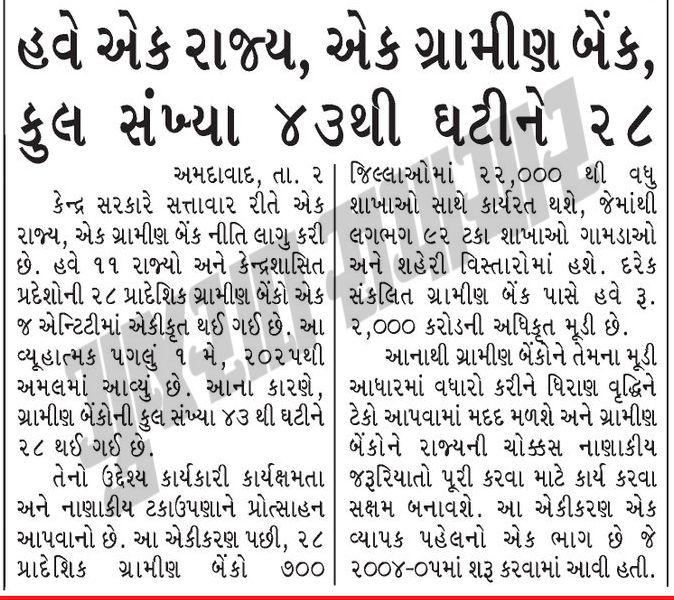 હવે એક રાજ્ય, એક ગ્રામીણ બેંક,
કુલ સંખ્યા ૪૩થી ઘટીને ૨૮
અમદાવાદ, તા. ૨
કેન્દ્ર સરકારે સત્તાવાર રીતે એક
રાજ્ય, એક ગ્રામીણ બેંક નીતિ લાગુ કરી
છે. હવે ૧૧ રાજ્યો અને કેન્દ્રશાસિત
પ્રદેશોની ૨૮ પ્રાદેશિક ગ્રામીણ બેંકો એક
જ એન્ટિટીમાં એકીકૃત થઈ ગઈ છે. આ
વ્યૂહાત્મક પગલું ૧ મે, ૨૦૨૫થી
અમલમાં આવ્યું છે. આના કારણે,
ગ્રામીણ બેંકોની કુલ સંખ્યા ૪૩ થી ઘટીને
૨૮ થઈ ગઈ છે.
તેનો ઉદ્દેશ્ય કાર્યકારી કાર્યક્ષમતા
અને નાણાકીય ટકાઉપણાને પ્રોત્સાહન
આપવાનો છે. આ એકીકરણ પછી, ૨૮
પ્રાદેશિક ગ્રામીણ બેંકો ૭૦૦
જિલ્લાઓમાં ૨૨,૦૦૦ થી વધુ
શાખાઓ સાથે કાર્યરત થશે, જેમાંથી
લગભગ ૯૨ ટકા શાખાઓ ગામડાઓ
અને શહેરી વિસ્તારોમાં હશે. દરેક
સંકલિત ગ્રામીણ બેંક પાસે હવે રૂ.
૨,૦૦૦ કરોડની અધિકૃત મૂડી છે.
આનાથી ગ્રામીણ બેંકોને તેમના મૂડી
આધારમાં વધારો કરીને ધિરાણ વૃદ્ધિને
ટેકો આપવામાં મદદ મળશે અને ગ્રામીણ
બેંકોને રાજ્યની ચોક્કસ નાણાકીય
જરૂરિયાતો પૂરી કરવા માટે કાર્ય કરવા
સક્ષમ બનાવશે. આ એકીકરણ એક
વ્યાપક પહેલનો એક ભાગ છે જે
૨૦૦૪-૦૫માં શરૂ કરવામાં આવી હતી.